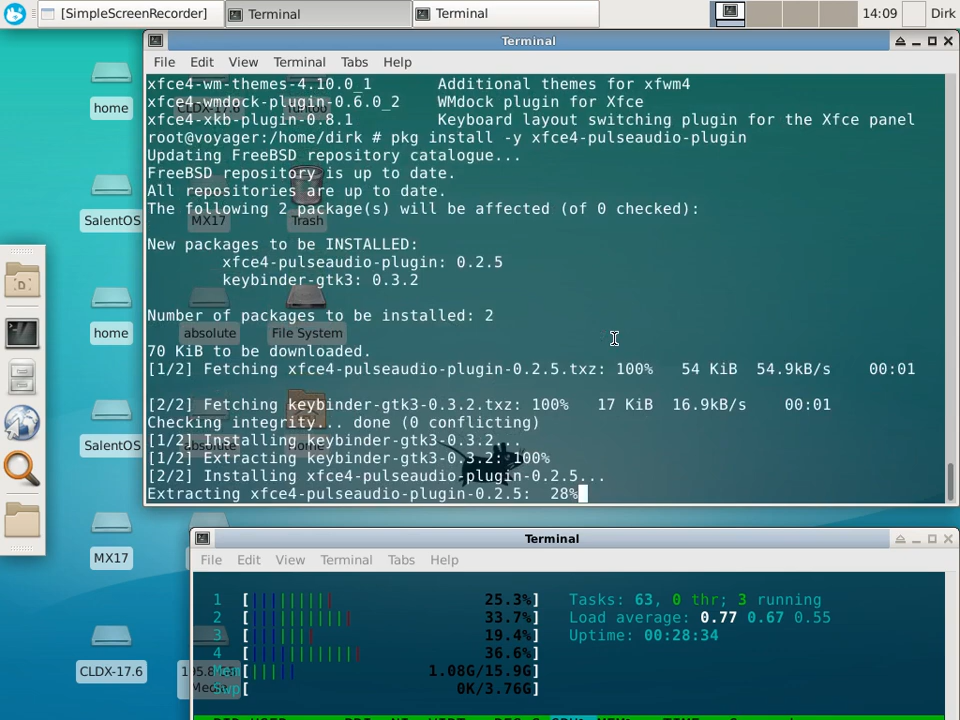 [SimpleScreenRecorder] Terminal Terminal 14:09 Dirk
Terminal
File Edit View Terminal Tabs Help
xfce4-wm-themes-4.10.0_1 Additional themes for xfwm4
xfce4-wmdock-plugin-0.6.0_2 WMdock plugin for Xfce
xfce4-xkb-plugin-0.8.1 Keyboard layout switching plugin for the Xfce panel
root@voyager:/home/dirk # pkg install -y xfce4-pulseaudio-plugin
Updating FreeBSD repository catalogue...
FreeBSD repository is up to date.
All repositories are up to date.
The following 2 package(s) will be affected (of 0 checked):
New packages to be INSTALLED:
xfce4-pulseaudio-plugin: 0.2.5
keybinder-gtk3: 0.3.2
Number of packages to be installed: 2
70 KiB to be downloaded.
[1/2] Fetching xfce4-pulseaudio-plugin-0.2.5.txz: 100% 54 KiB 54.9kB/s 00:01
[2/2] Fetching keybinder-gtk3-0.3.2.txz: 100% 17 KiB 16.9kB/s 00:01
Checking integrity... done (0 conflicting)
[1/2] Installing keybinder-gtk3-0.3.2...
[1/2] Extracting keybinder-gtk3-0.3.2: 100%
[2/2] Installing xfce4-pulseaudio-plugin-0.2.5...
Extracting xfce4-pulseaudio-plugin-0.2.5: 28%
home
SalentOS
MX17
Trash
home
absolute
File System
SalentOS
absolute
Home
MX17
CLDX-17.6
Terminal
File Edit View Terminal Tabs Help
1 [ 25.3%] Tasks: 63, 0 thr; 3 running
2 [ 33.7%] Load average: 0.77 0.67 0.55
3 [ 19.4%] Uptime: 00:28:34
4 [ 36.6%]
Mem[ 1.08G/15.9G]
Swp[ 0K/3.76G]